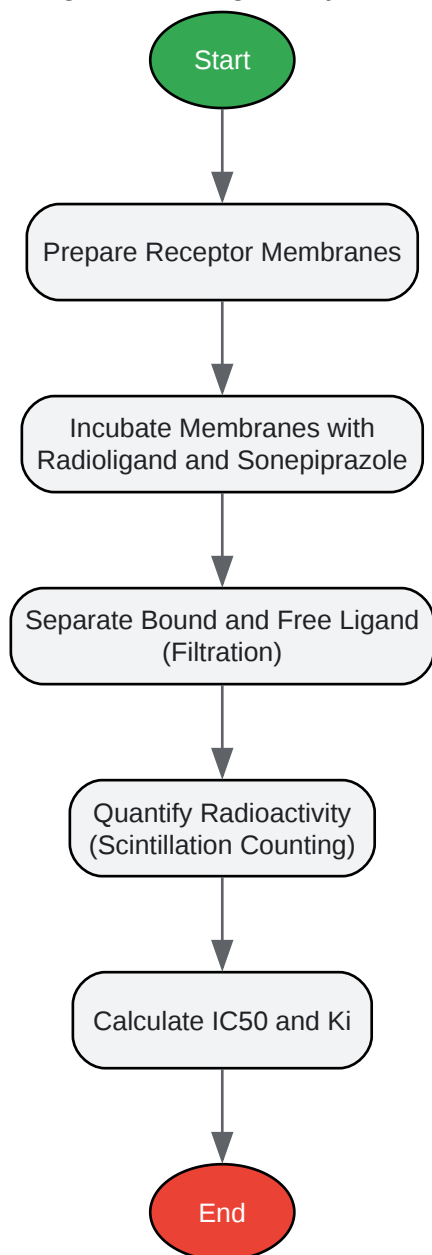 Start
Prepare Receptor Membranes
Incubate Membranes with
Radioligand and Sonepiprazole
Separate Bound and Free Ligand
(Filtration)
Quantify Radioactivity
(Scintillation Counting)
Calculate IC50 and Ki
End